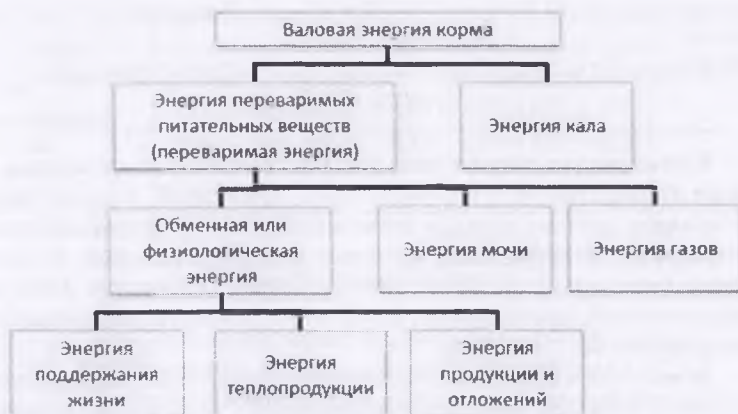 Валовая энергия корма
Энергия переваримых
питательных веществ
(переваримая энергия)
Энергия кала
Обменная или
физиологическая
энергия
Энергия мочи
Энергия газов
Энергия
поддержания
жизни
Энергия
теплопродукции
Энергия
продукции и
отложений